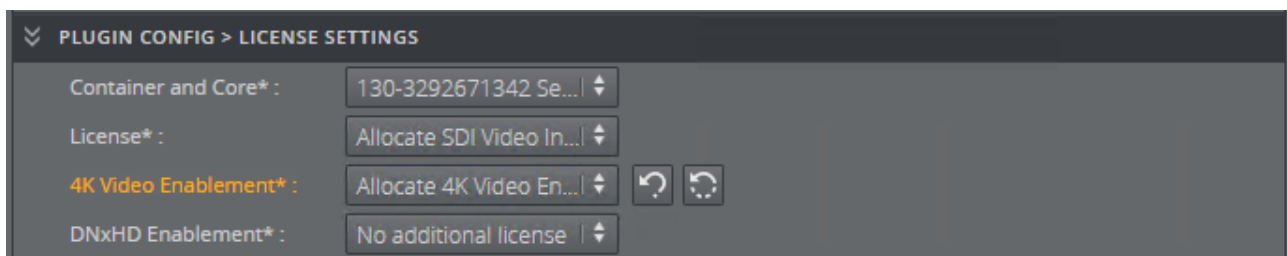 PLUGIN CONFIG > LICENSE SETTINGS
Container and Core* : 130-3292671342 Se...
License* : Allocate SDI Video In...
4K Video Enablement* : Allocate 4K Video En...
DNxHD Enablement* : No additional license